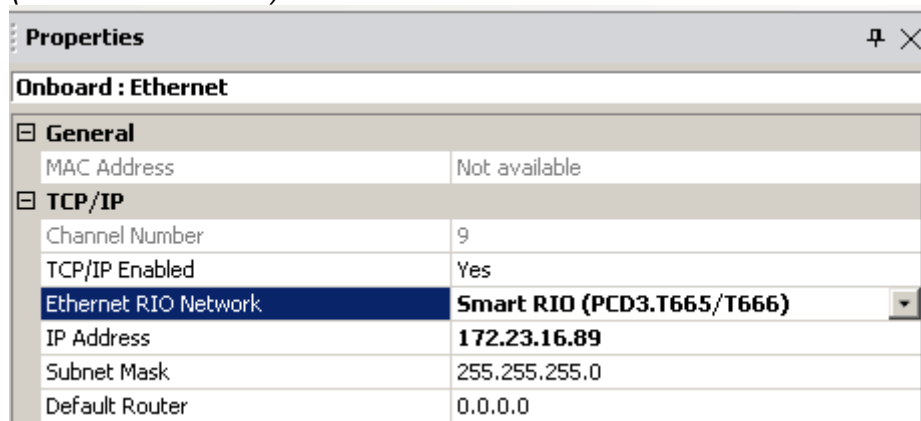 Properties
Onboard : Ethernet
General
MAC Address Not available
TCP/IP
Channel Number 9
TCP/IP Enabled Yes
Ethernet RIO Network Smart RIO (PCD3.T665/T666)
IP Address 172.23.16.89
Subnet Mask 255.255.255.0
Default Router 0.0.0.0